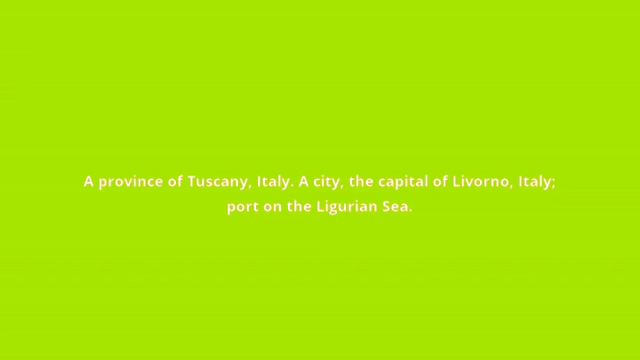 A province of Tuscany, Italy. A city, the capital of Livorno, Italy;
port on the Ligurian Sea.